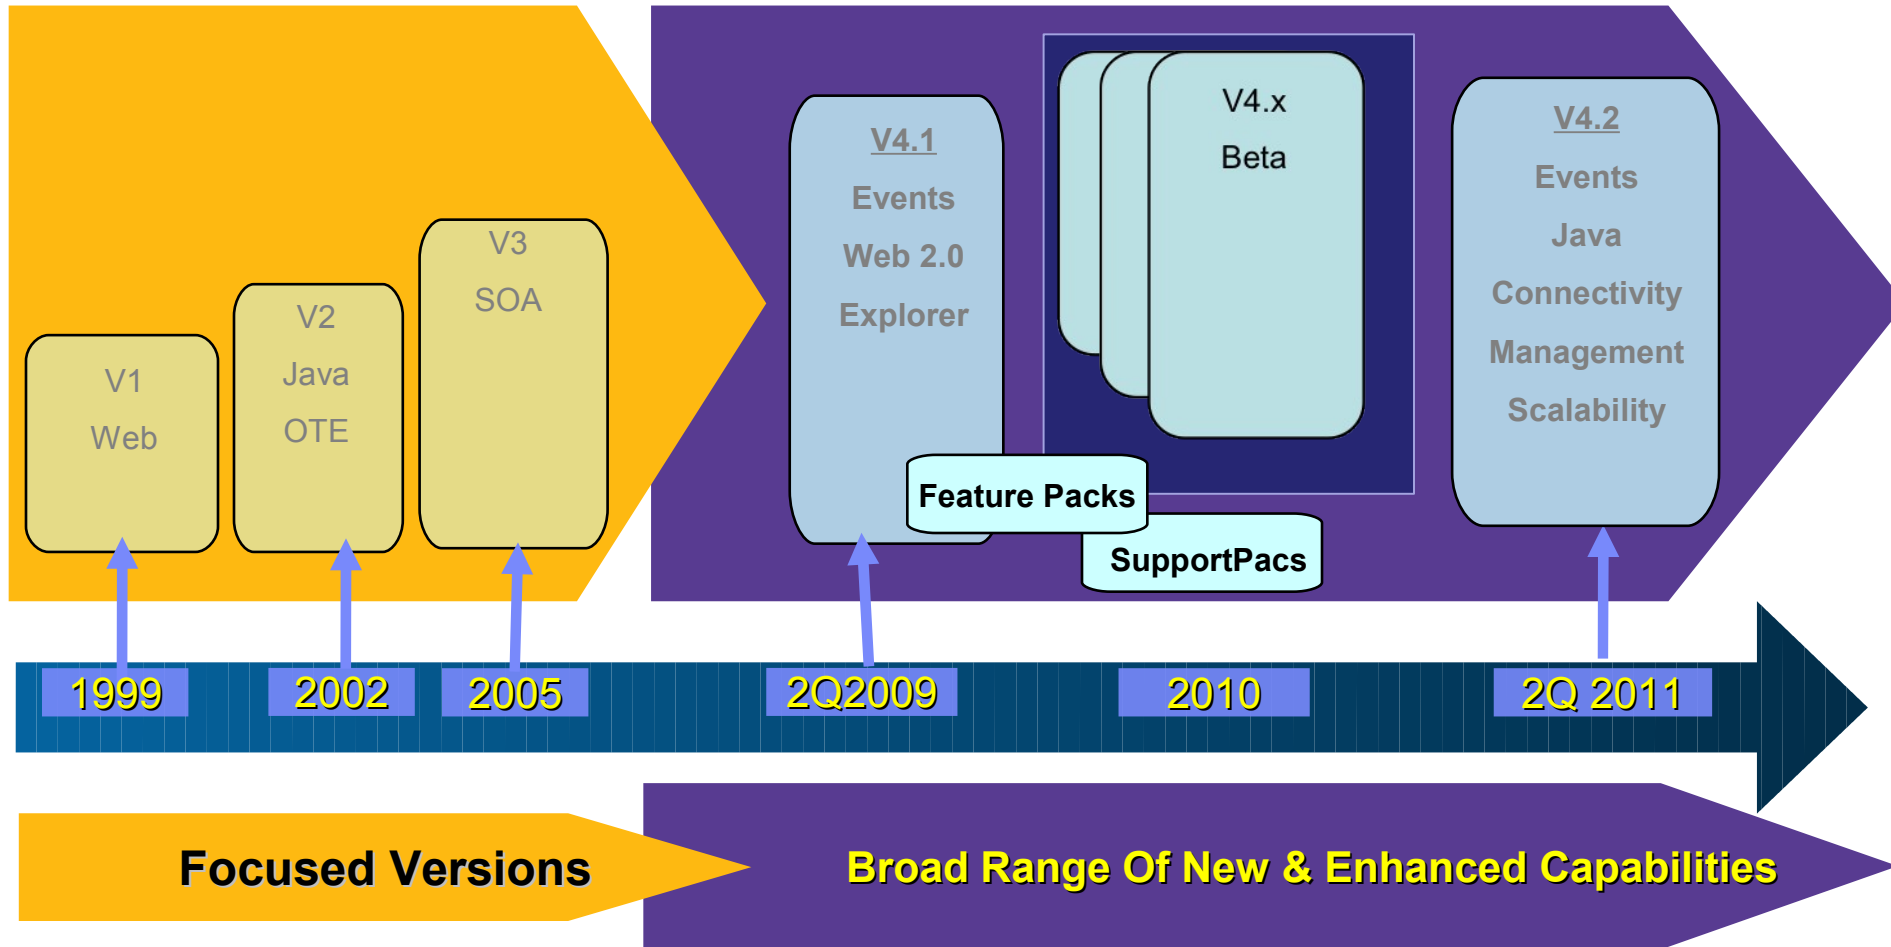 V1
Web
V2
Java
OTE
V3
SOA
V4.1
Events
Web 2.0
Explorer
V4.x
Beta
V4.2
Events
Java
Connectivity
Management
Scalability
Feature Packs
SupportPacs
1999
2002
2005
2Q2009
2010
2Q 2011
Focused Versions
Broad Range Of New & Enhanced Capabilities